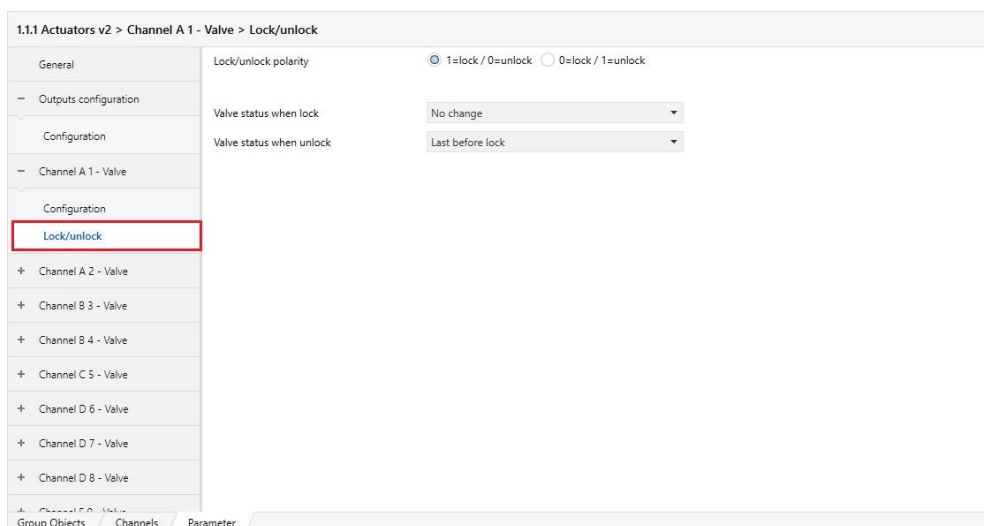 1.1.1 Actuators v2 > Channel A 1 - Valve > Lock/unlock
General
Lock/unlock polarity
1=lock / 0=unlock
0=lock / 1=unlock
− Outputs configuration
Valve status when lock
No change
Configuration
Valve status when unlock
Last before lock
− Channel A 1 - Valve
Configuration
Lock/unlock
+ Channel A 2 - Valve
+ Channel B 3 - Valve
+ Channel B 4 - Valve
+ Channel C 5 - Valve
+ Channel D 6 - Valve
+ Channel D 7 - Valve
+ Channel D 8 - Valve
Group Objects
Channels
Parameter